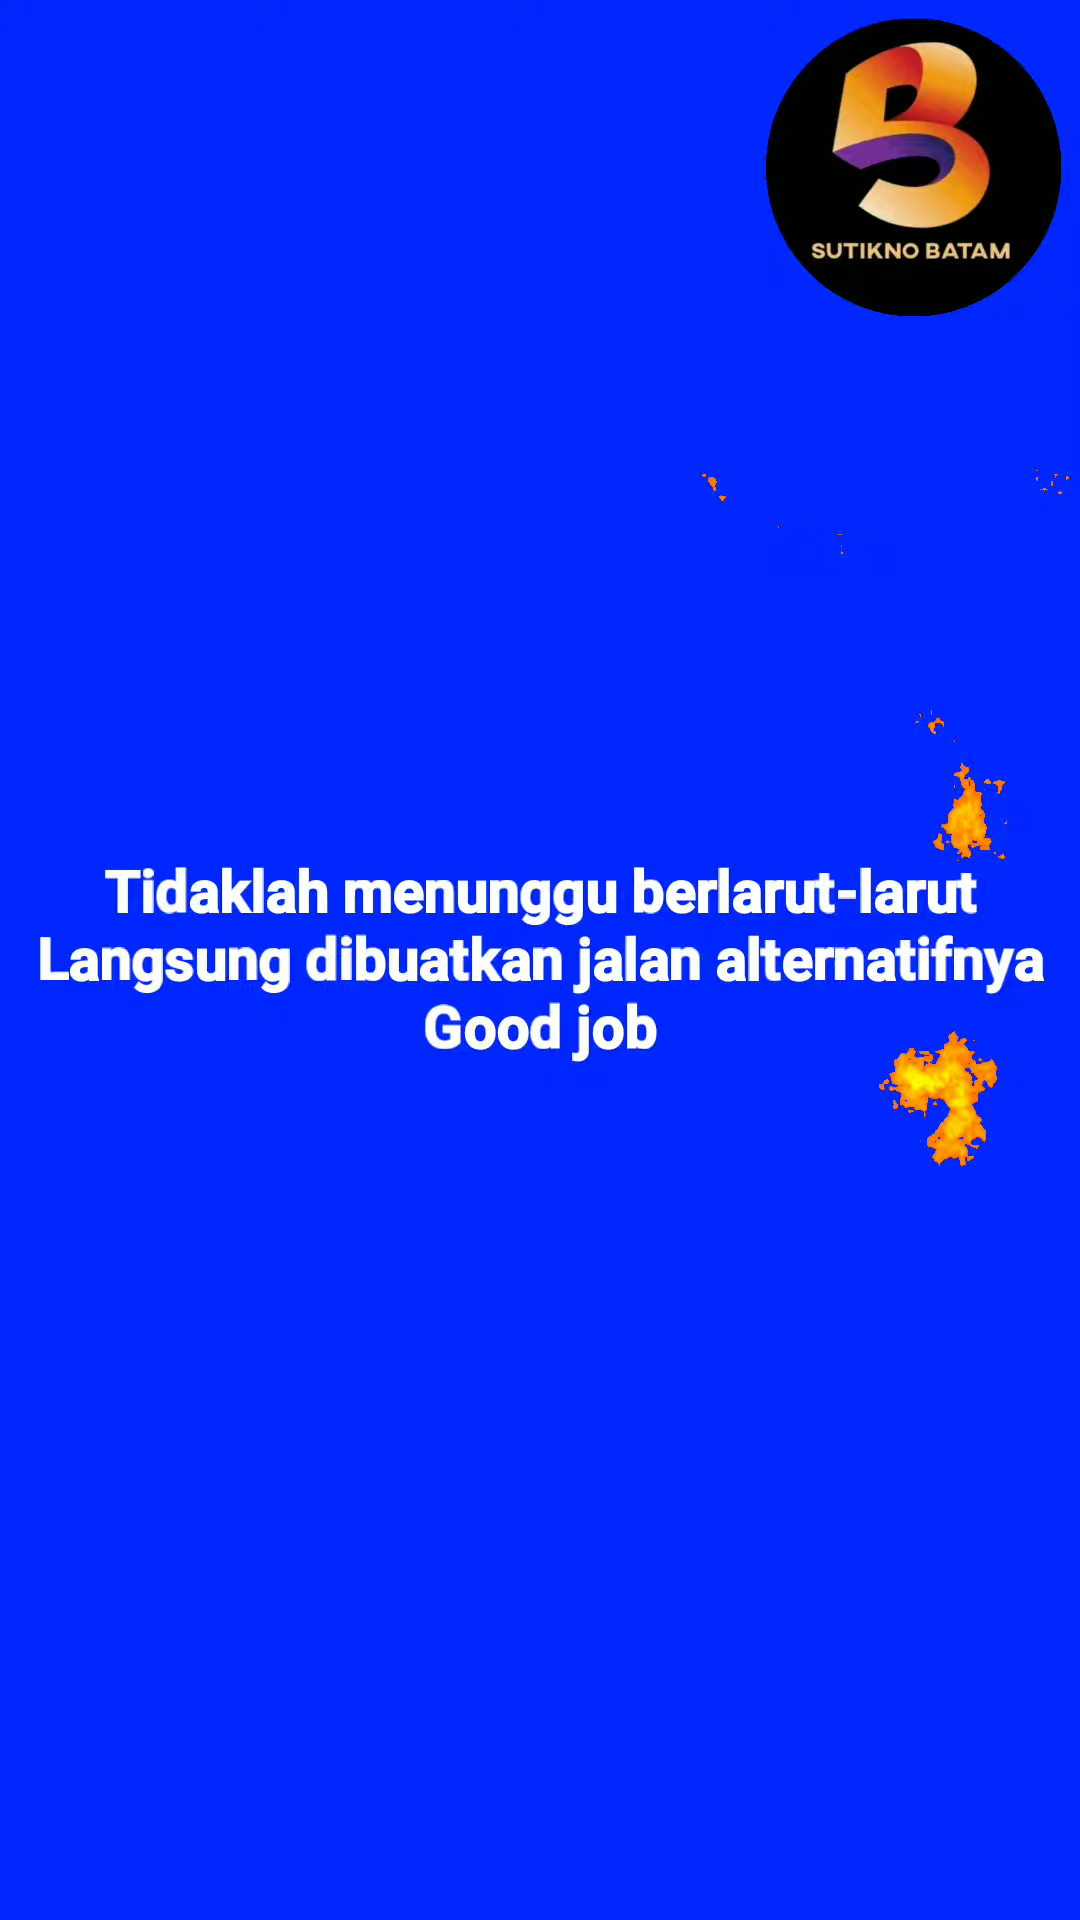 SUTIKNO BATAM
Tidaklah menunggu berlarut-larut
Langsung dibuatkan jalan alternatifnya
Good job